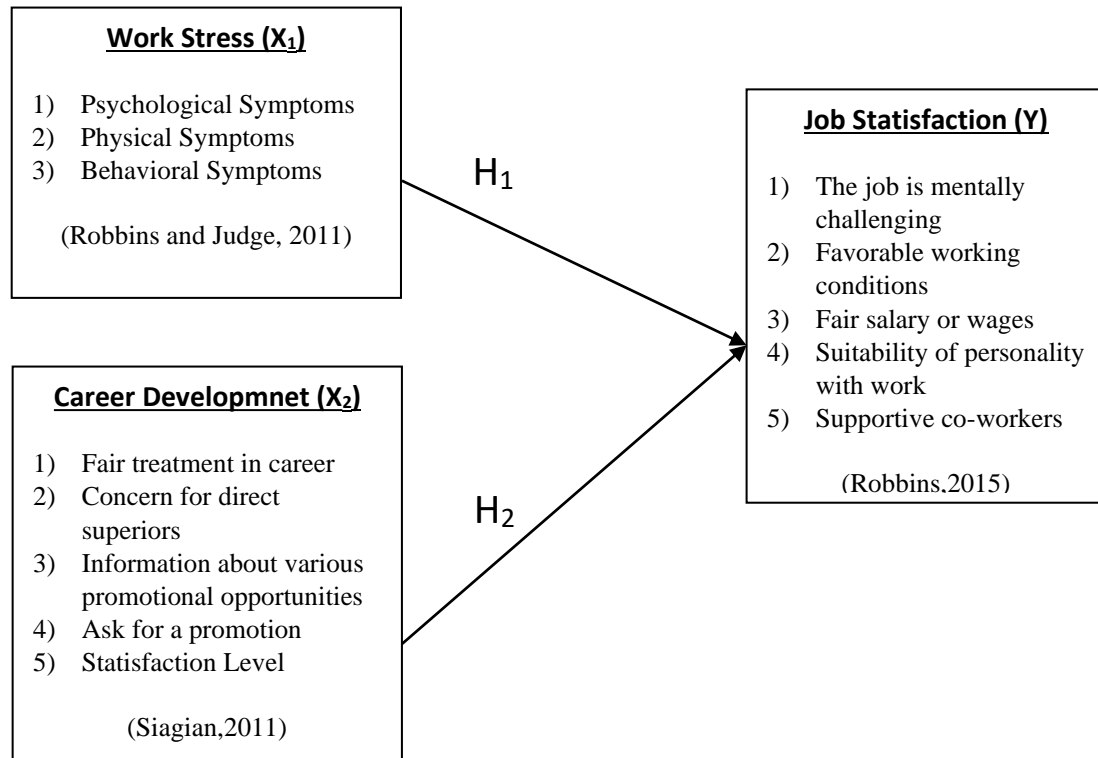 Work Stress (X₁)
1) Psychological Symptoms
2) Physical Symptoms
3) Behavioral Symptoms
(Robbins and Judge, 2011)
H₁
Job Statisfaction (Y)
1) The job is mentally
challenging
2) Favorable working
conditions
3) Fair salary or wages
4) Suitability of personality
with work
5) Supportive co-workers
(Robbins,2015)
Career Developmnet (X₂)
1) Fair treatment in career
2) Concern for direct
superiors
3) Information about various
promotional opportunities
4) Ask for a promotion
5) Statisfaction Level
(Siagian,2011)
H₂